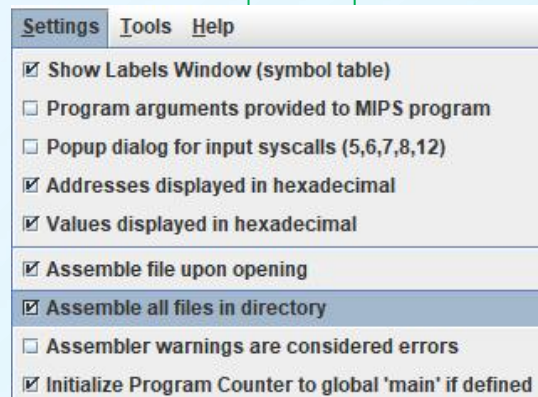 Settings Tools Help
Show Labels Window (symbol table)
Program arguments provided to MIPS program
Popup dialog for input syscalls (5,6,7,8,12)
Addresses displayed in hexadecimal
Values displayed in hexadecimal
Assemble file upon opening
Assemble all files in directory
Assembler warnings are considered errors
Initialize Program Counter to global 'main' if defined